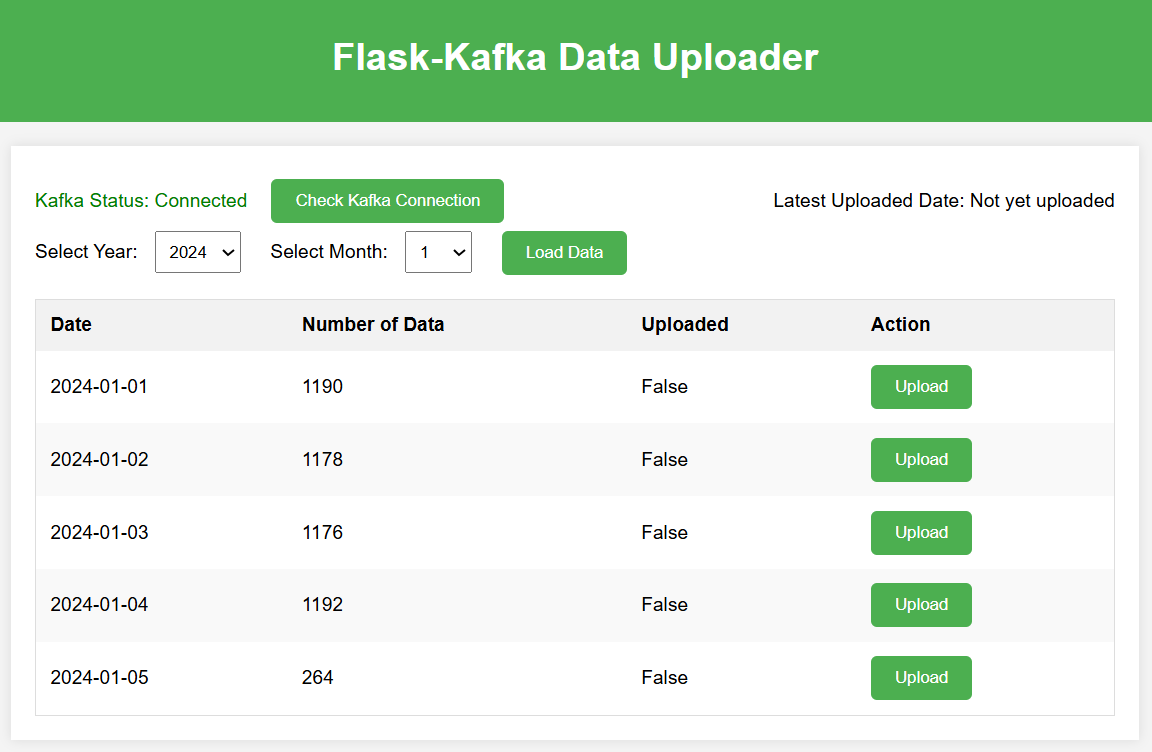 Flask-Kafka Data Uploader
Kafka Status: Connected Check Kafka Connection Latest Uploaded Date: Not yet uploaded
Select Year: 2024 Select Month: 1 Load Data
Date Number of Data Uploaded Action
2024-01-01 1190 False Upload
2024-01-02 1178 False Upload
2024-01-03 1176 False Upload
2024-01-04 1192 False Upload
2024-01-05 264 False Upload